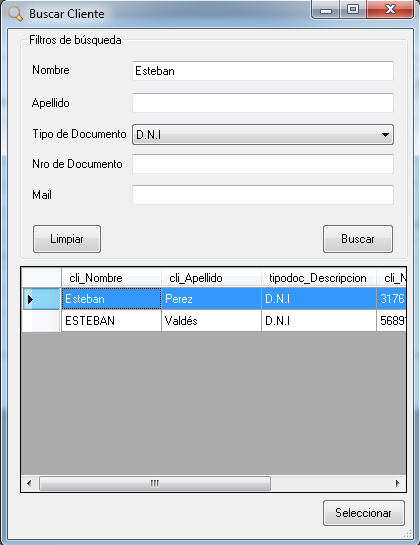 Buscar Cliente
Filtros de búsqueda
Nombre Esteban
Apellido
Tipo de Documento D.N.I
Nro de Documento
Mail
Limpiar Buscar
cli_Nombre cli_Apellido tipodoc_Descripcion cli_N
Esteban Perez D.N.I 3176
ESTEBAN Valdés D.N.I 5689
Seleccionar